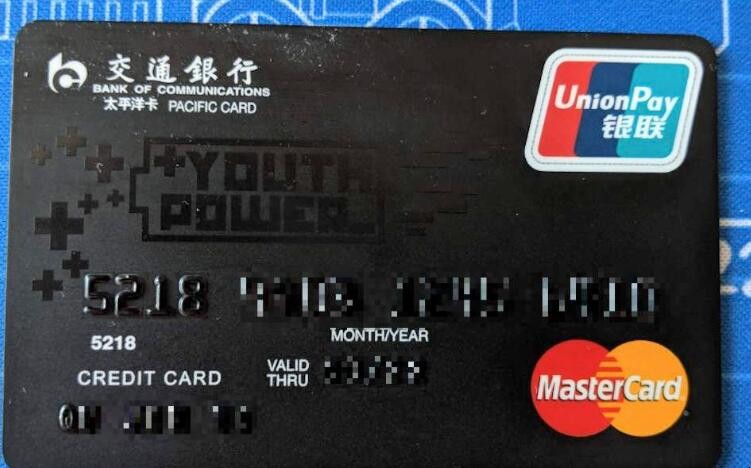 交通銀行
BANK OF COMMUNICATIONS
太平洋卡 PACIFIC CARD
UnionPay
银联
YOUTH
POWER
5218
5218
MONTH/YEAR
CREDIT CARD VALID THRU
MasterCard